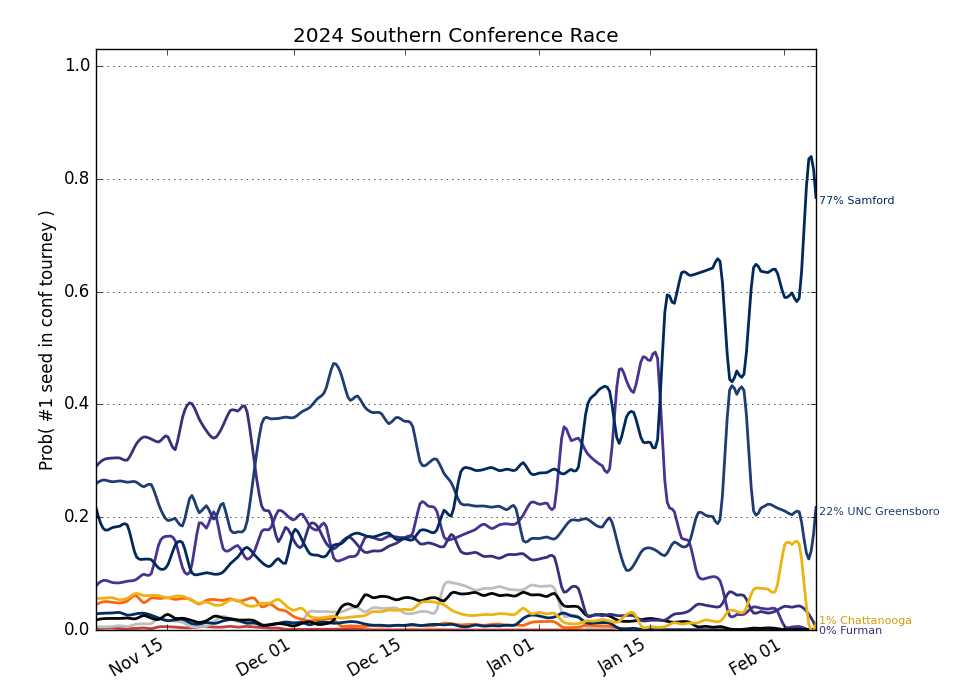 2024 Southern Conference Race
Prob( #1 seed in conf tourney )
1.0
0.8
0.6
0.4
0.2
0.0
77% Samford
22% UNC Greensboro
1% Chattanooga
0% Furman
Nov 15
Dec 01
Dec 15
Jan 01
Jan 15
Feb 01